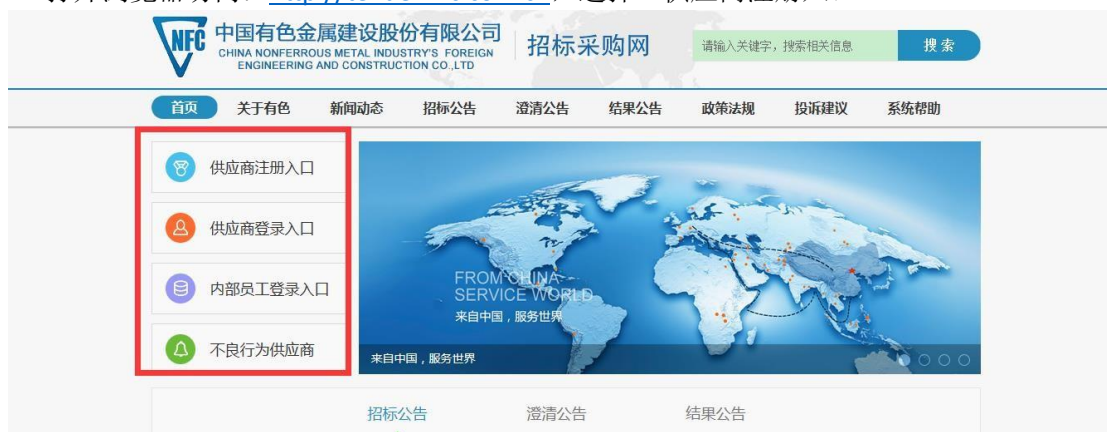 NFC
中国有色金属建设股份有限公司
CHINA NONFERROUS METAL INDUSTRY'S FOREIGN
ENGINEERING AND CONSTRUCTION CO.,LTD
招标采购网
请输入关键字，搜索相关信息
搜 索
首页 关于有色 新闻动态 招标公告 澄清公告 结果公告 政策法规 投诉建议 系统帮助
供应商注册入口
供应商登录入口
内部员工登录入口
不良行为供应商
FROM CHINA
SERVICE WORLD
来自中国，服务世界
来自中国，服务世界
招标公告 澄清公告 结果公告